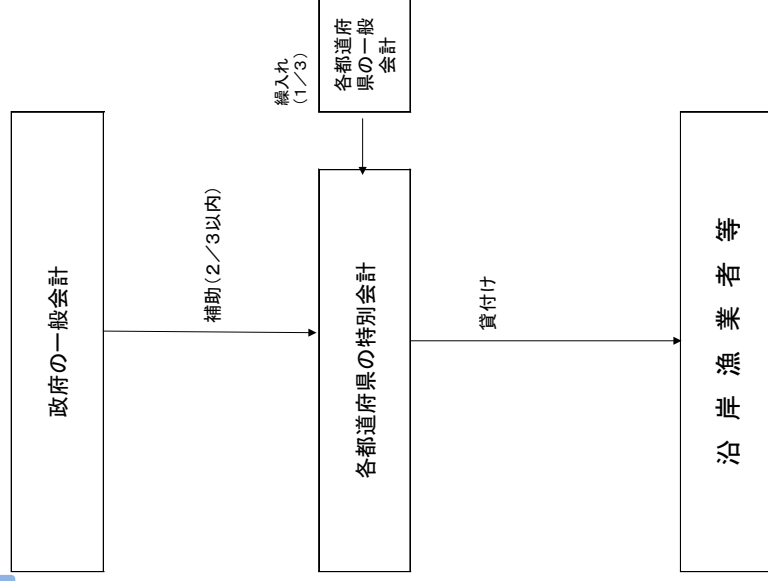 政府の一般会計
補助(2/3以内)
繰入れ
(1/3)
各都道府
県の一般
会計
各都道府県の特別会計
貸付け
沿岸漁業者等